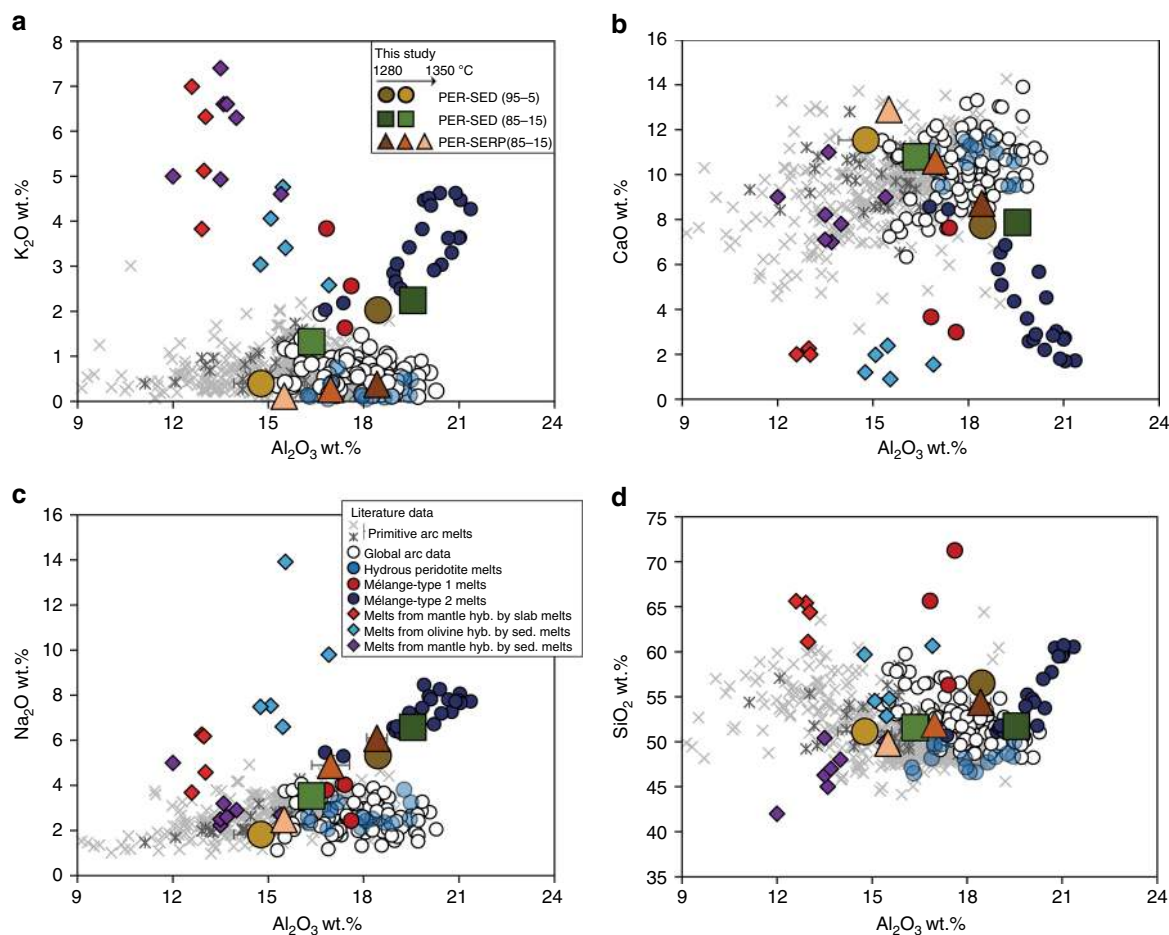 a
8
7
6
5
4
3
2
1
0
K₂O wt.%
9 12 15 18 21 24
Al₂O₃ wt.%
This study
1280 1350 °C
PER-SED (95–5)
PER-SED (85–15)
PER-SERP(85–15)
b
16
14
12
10
8
6
4
2
0
CaO wt.%
9 12 15 18 21 24
Al₂O₃ wt.%
c
16
14
12
10
8
6
4
2
0
Na₂O wt.%
9 12 15 18 21 24
Al₂O₃ wt.%
Literature data
Primitive arc melts
Global arc data
Hydrous peridotite melts
Mélange-type 1 melts
Mélange-type 2 melts
Melts from mantle hyb. by slab melts
Melts from olivine hyb. by sed. melts
Melts from mantle hyb. by sed. melts
d
75
70
65
60
55
50
45
40
35
SiO₂ wt.%
9 12 15 18 21 24
Al₂O₃ wt.%